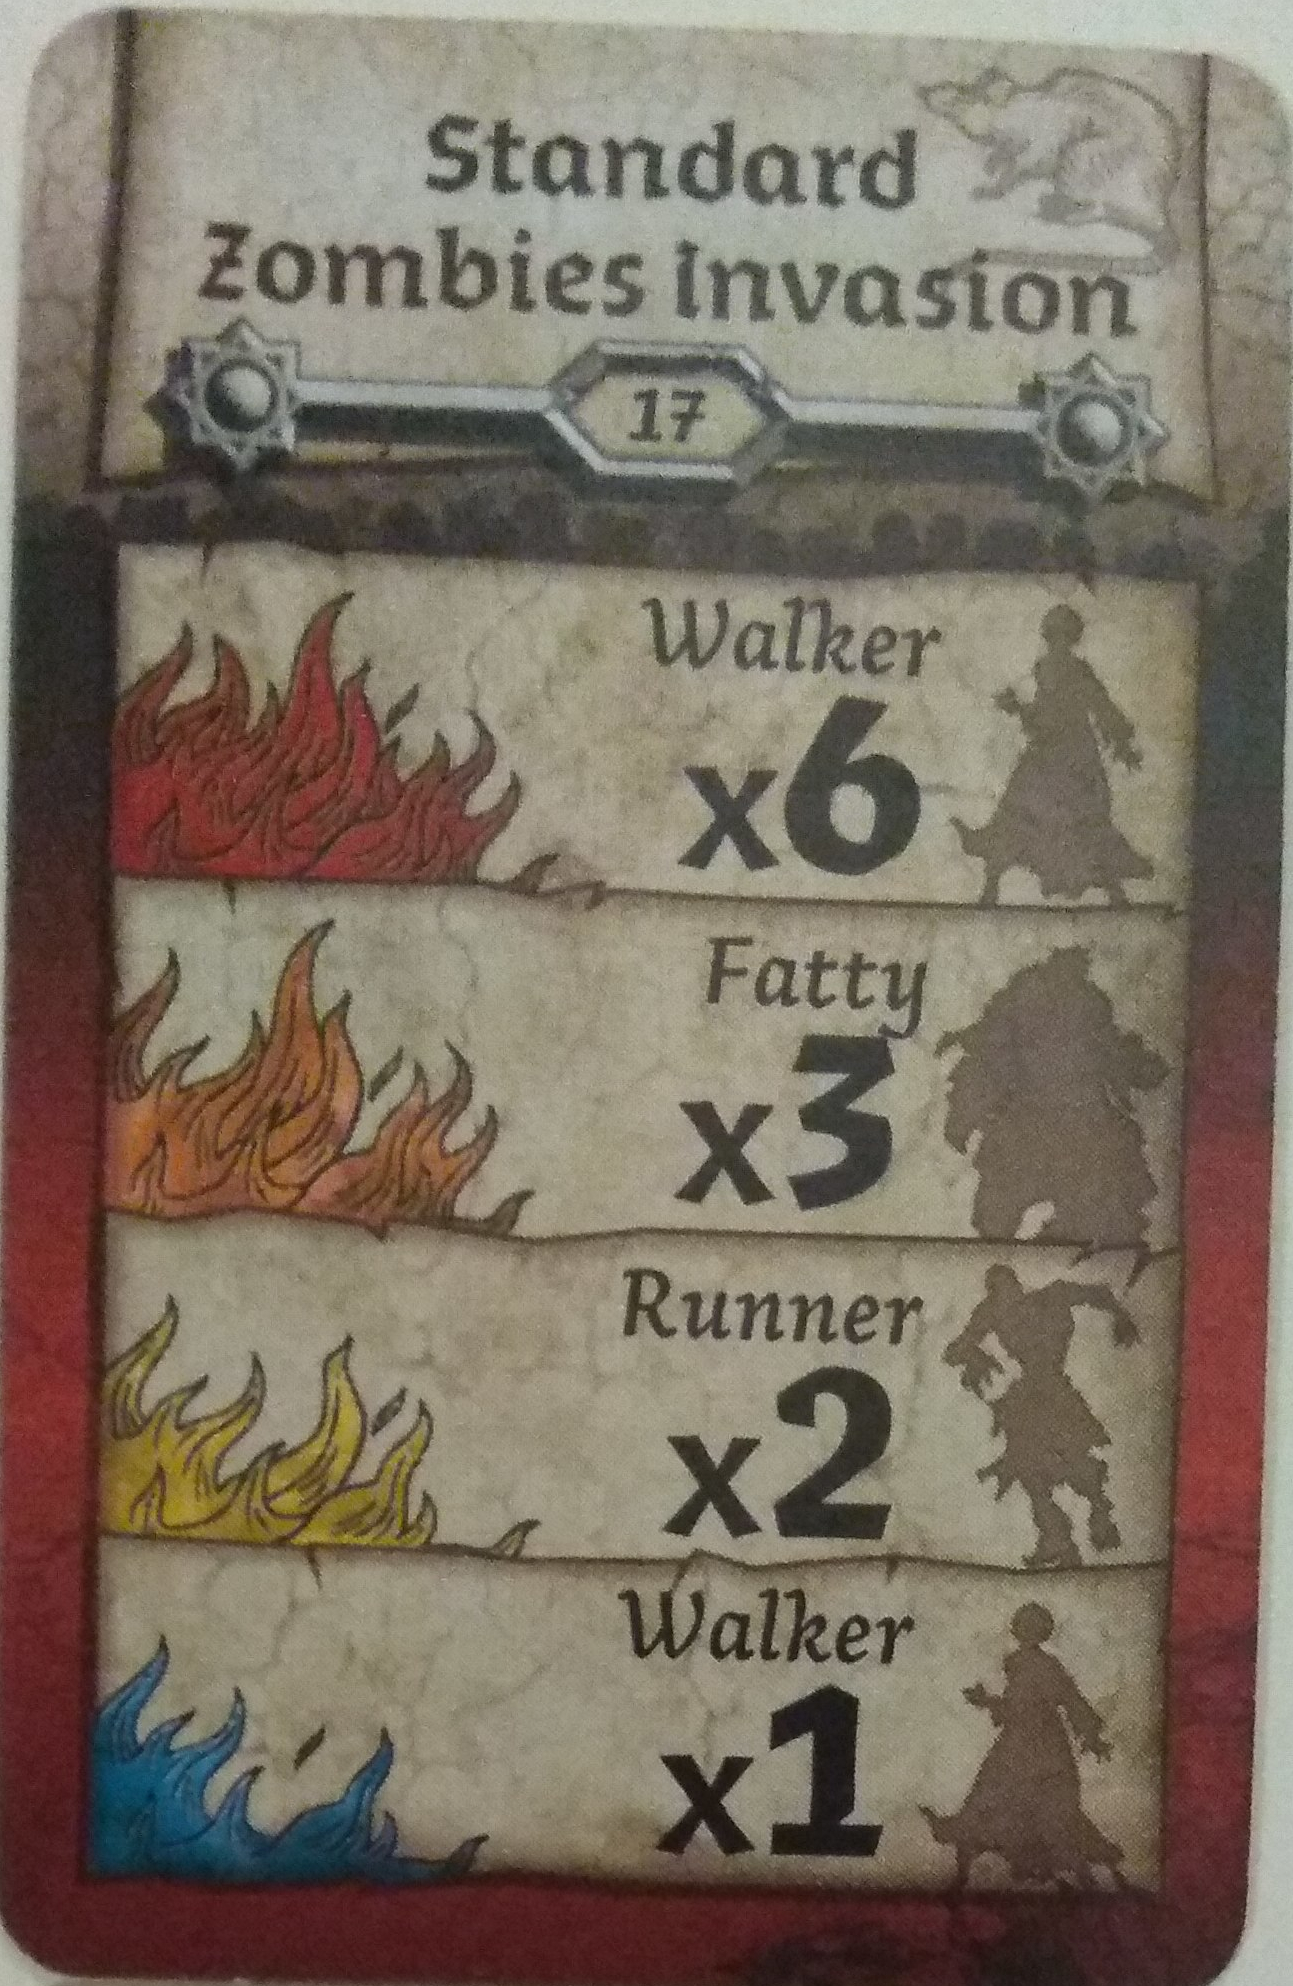 Standard
Zombies Invasion
17
Walker
x6
Fatty
x3
Runner
x2
Walker
x1